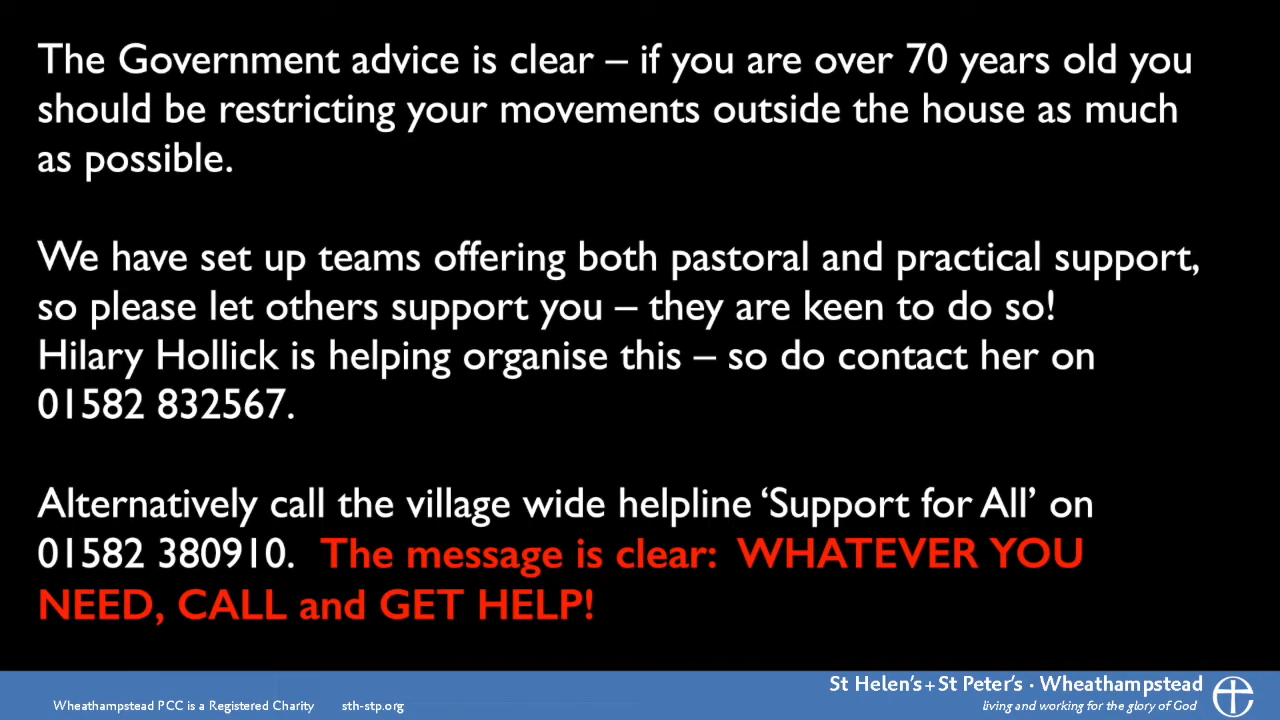 The Government advice is clear – if you are over 70 years old you
should be restricting your movements outside the house as much
as possible.
We have set up teams offering both pastoral and practical support,
so please let others support you – they are keen to do so!
Hilary Hollick is helping organise this – so do contact her on
01582 832567.
Alternatively call the village wide helpline ‘Support for All’ on
01582 380910. The message is clear: WHATEVER YOU
NEED, CALL and GET HELP!
St Helen's + St Peter's · Wheathampstead
Wheathampstead PCC is a Registered Charity sth-stp.org living and working for the glory of God